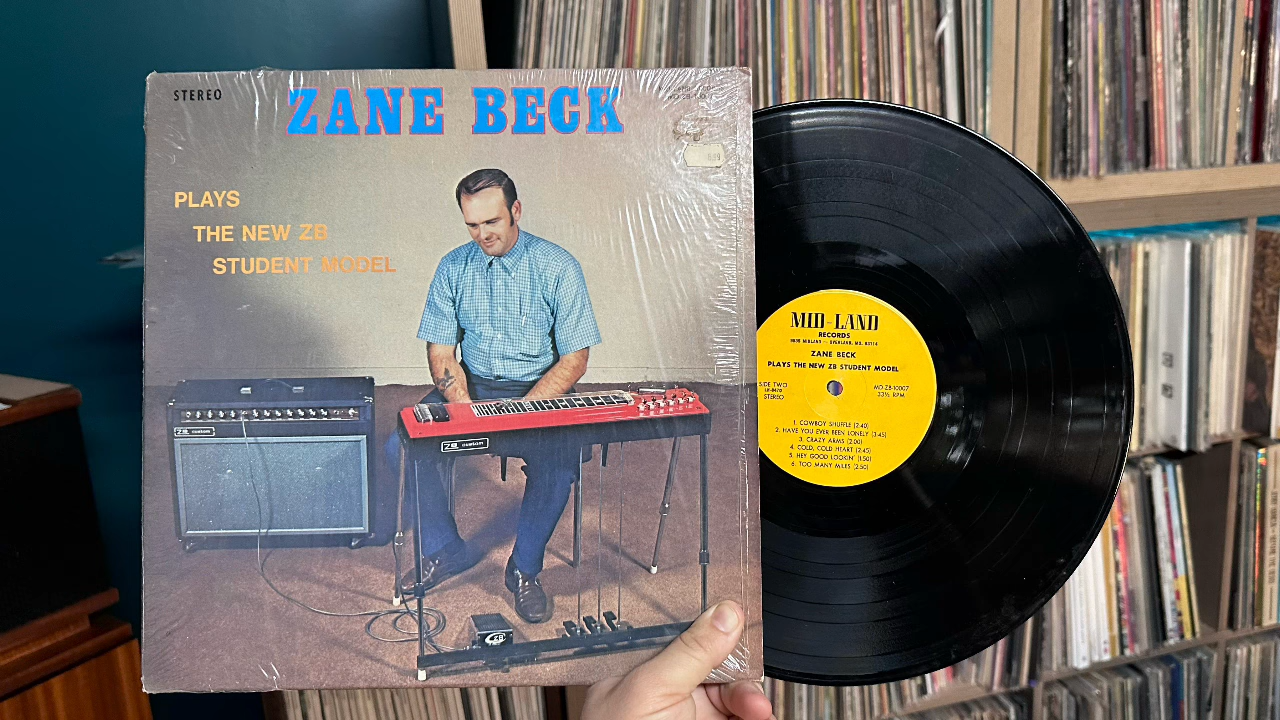 STEREO
ZANE BECK
PLAYS
THE NEW ZB
STUDENT MODEL
ZB custom
ZB custom
ZB
MID-LAND
RECORDS
ZANE BECK
PLAYS THE NEW ZB STUDENT MODEL
SIDE TWO
STEREO
MD-ZB-10007
33⅓ RPM
1. COWBOY SHUFFLE (2:40)
2. HAVE YOU EVER BEEN LONELY (3:45)
3. CRAZY ARMS (2:00)
4. COLD, COLD HEART (2:45)
5. HEY GOOD LOOKIN' (1:50)
6. TOO MANY MILES (2:50)